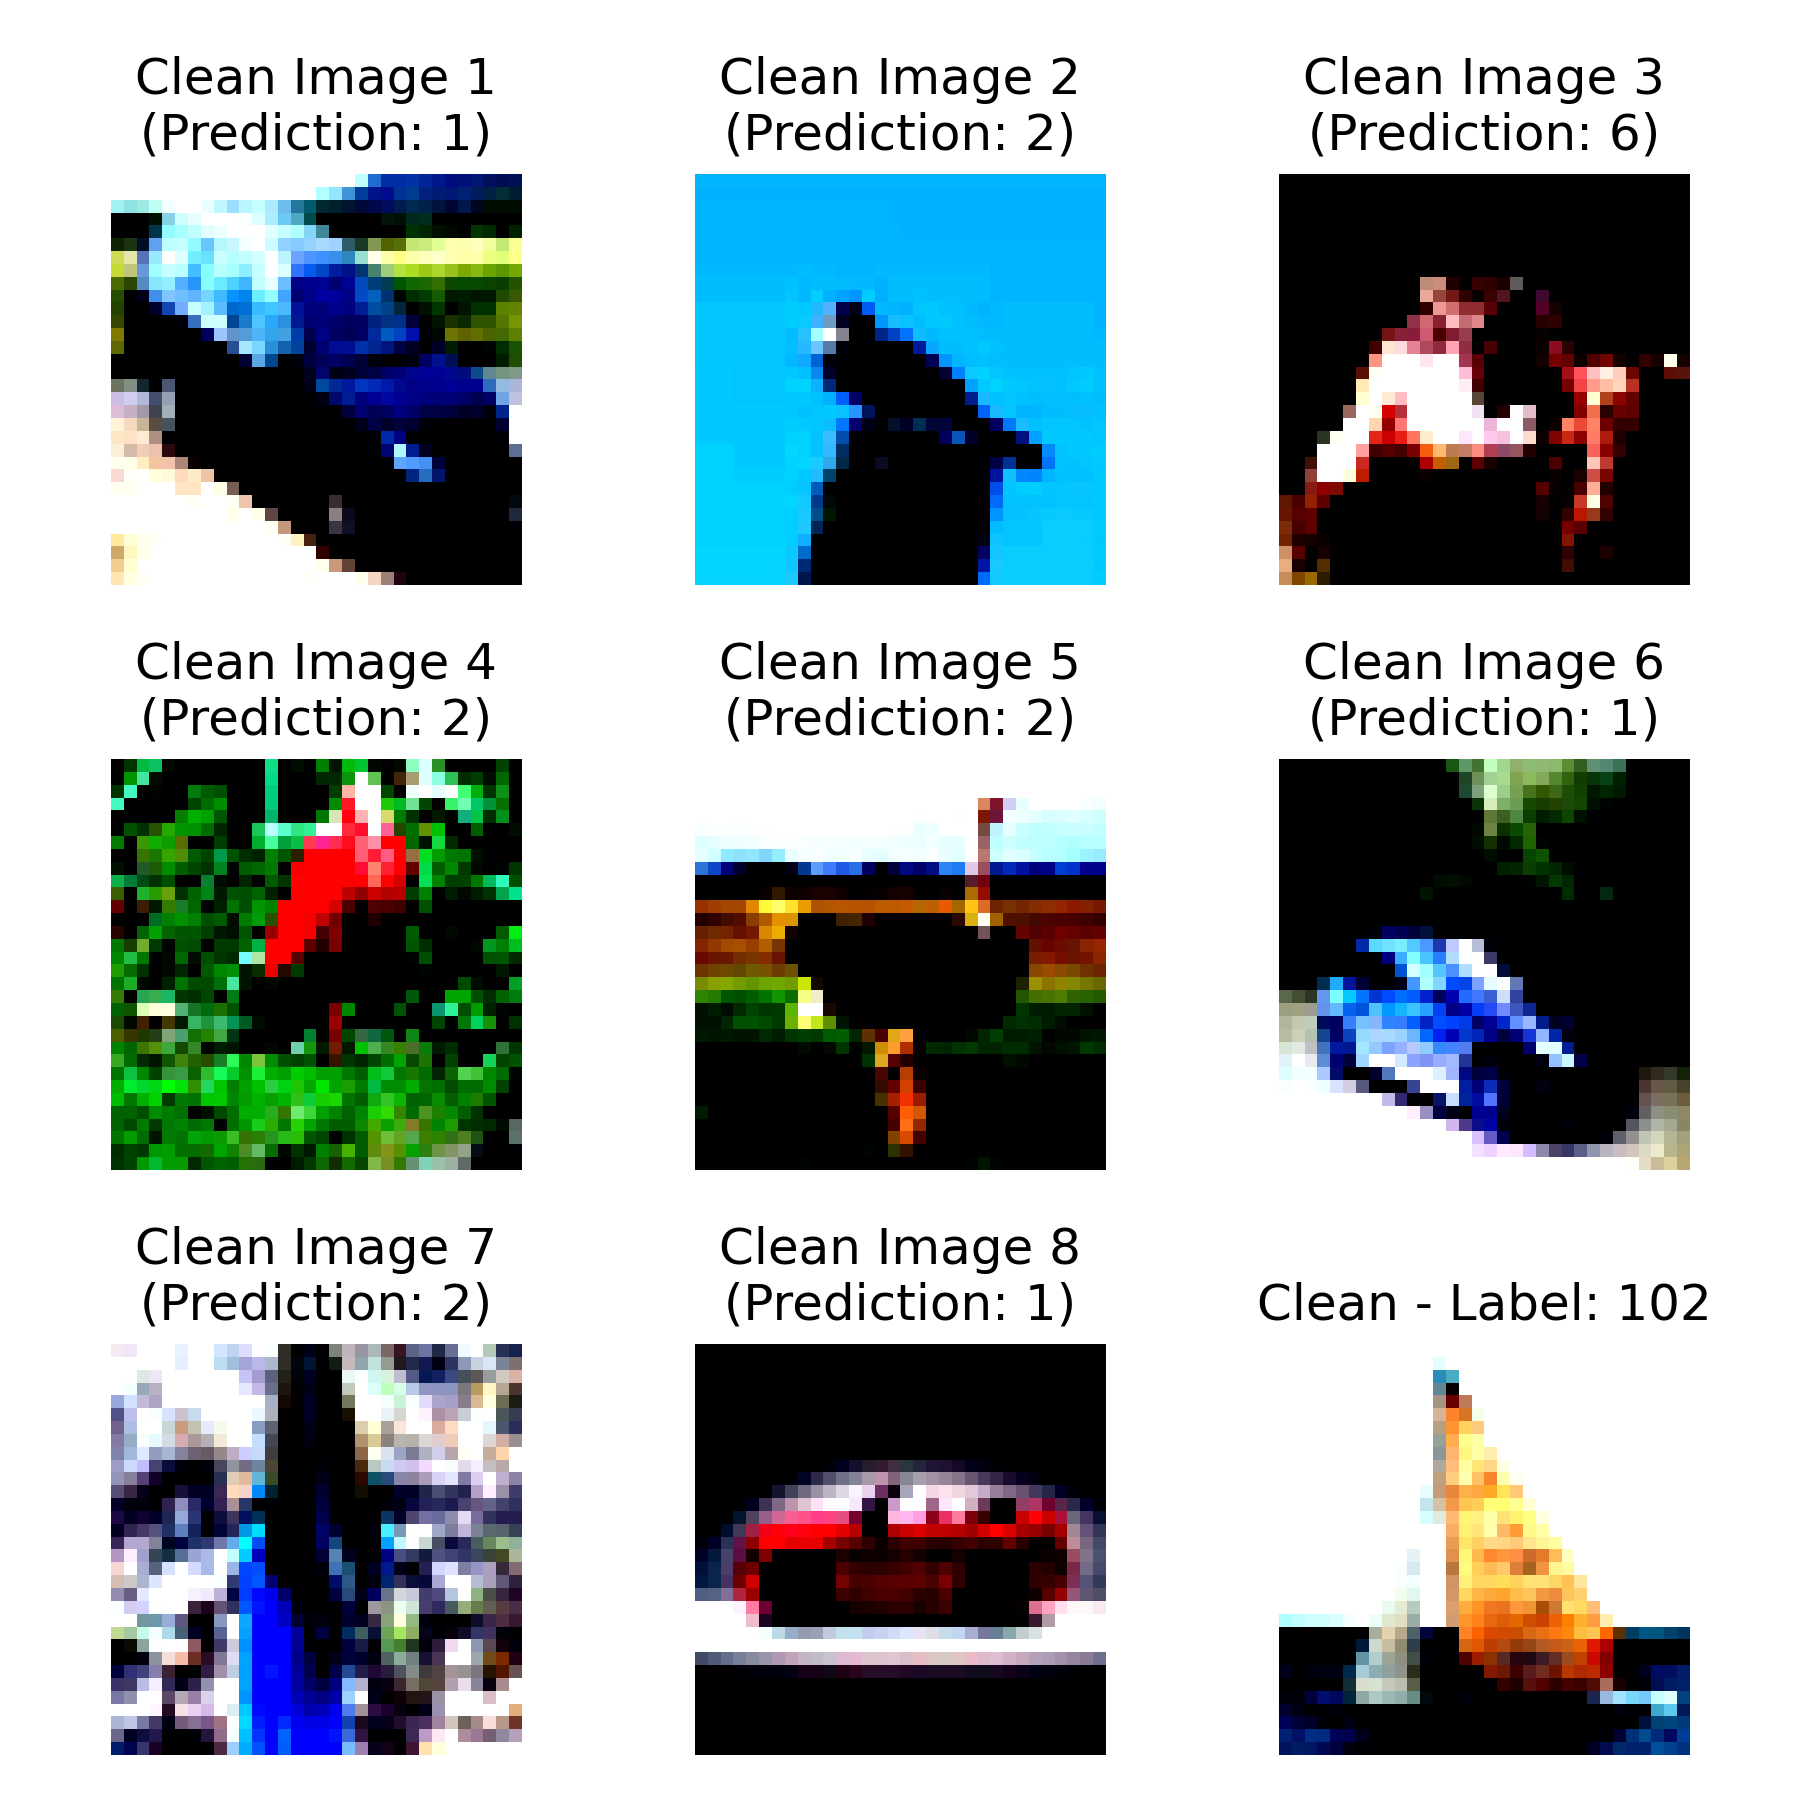 Clean Image 1
(Prediction: 1)
Clean Image 2
(Prediction: 2)
Clean Image 3
(Prediction: 6)
Clean Image 4
(Prediction: 2)
Clean Image 5
(Prediction: 2)
Clean Image 6
(Prediction: 1)
Clean Image 7
(Prediction: 2)
Clean Image 8
(Prediction: 1)
Clean - Label: 102